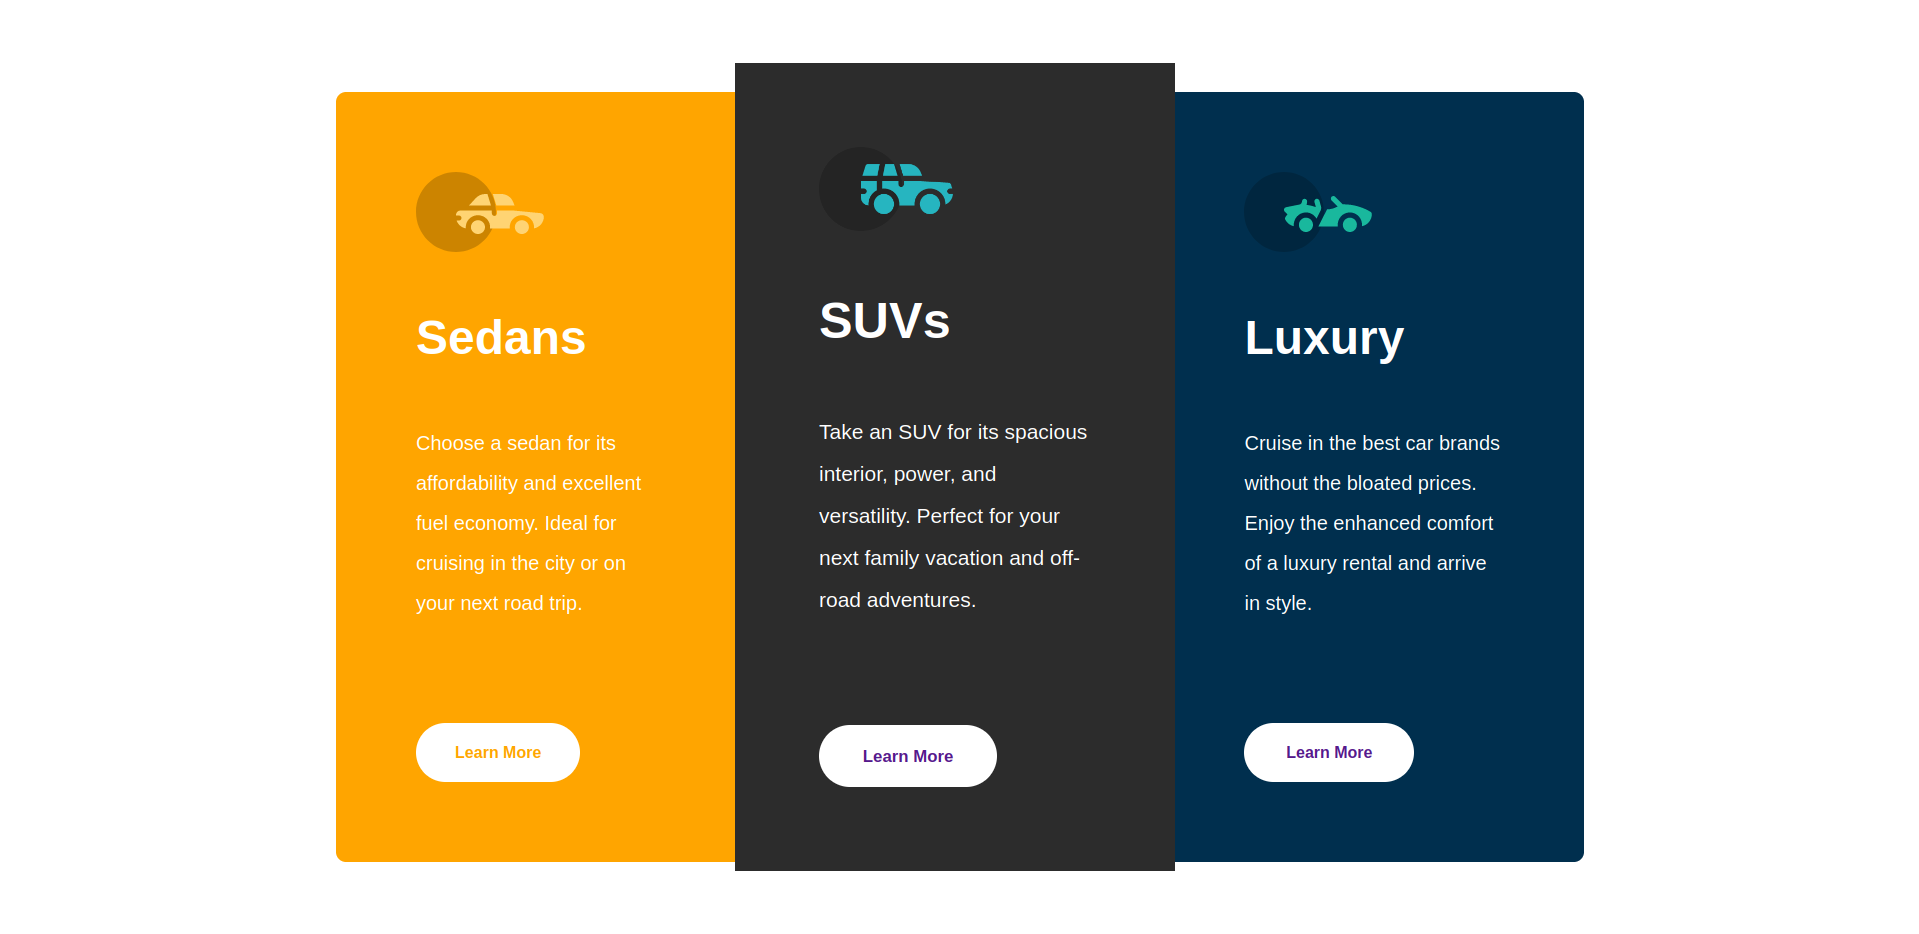 Sedans
Choose a sedan for its
affordability and excellent
fuel economy. Ideal for
cruising in the city or on
your next road trip.
Learn More
SUVs
Take an SUV for its spacious
interior, power, and
versatility. Perfect for your
next family vacation and off-
road adventures.
Learn More
Luxury
Cruise in the best car brands
without the bloated prices.
Enjoy the enhanced comfort
of a luxury rental and arrive
in style.
Learn More